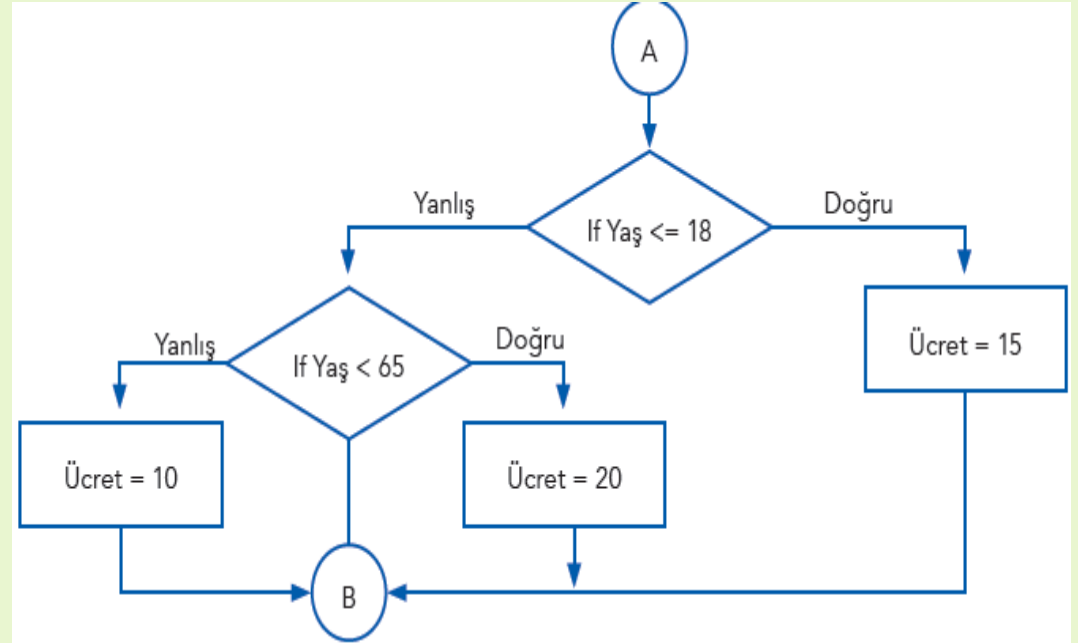 A
Yanlış
Doğru
If Yaş <= 18
Yanlış
Doğru
Ücret = 15
If Yaş < 65
Ücret = 10
Ücret = 20
B